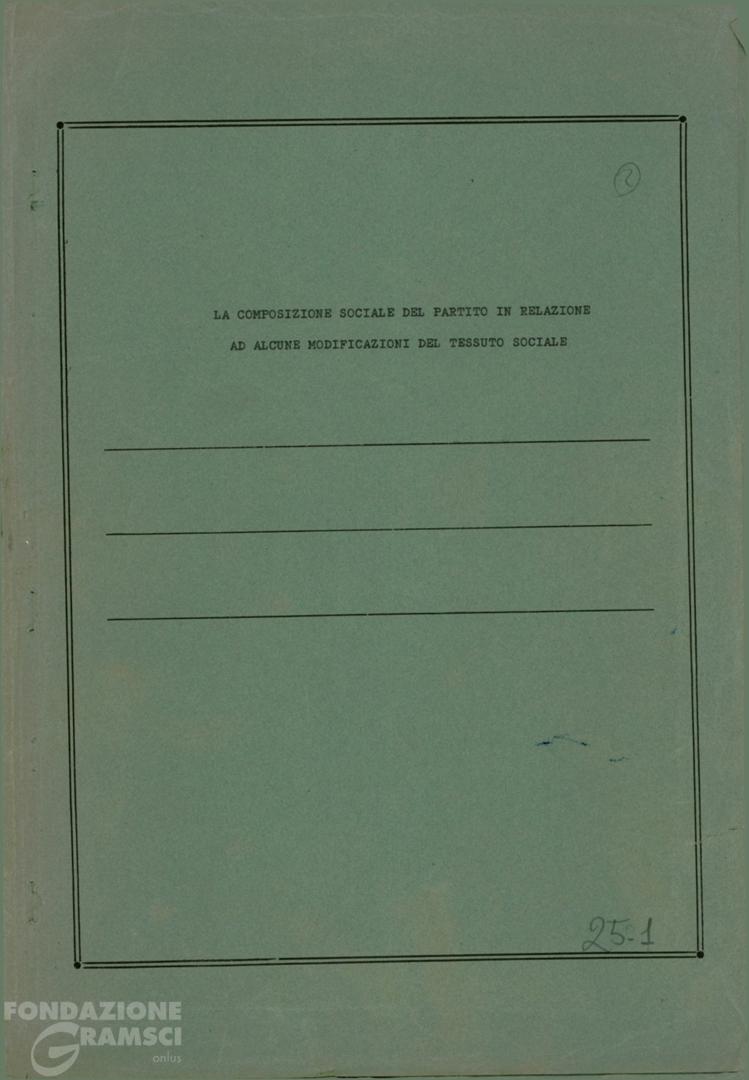 2
LA COMPOSIZIONE SOCIALE DEL PARTITO IN RELAZIONE
AD ALCUNE MODIFICAZIONI DEL TESSUTO SOCIALE
25-1
FONDAZIONE
GRAMSCI
onlus